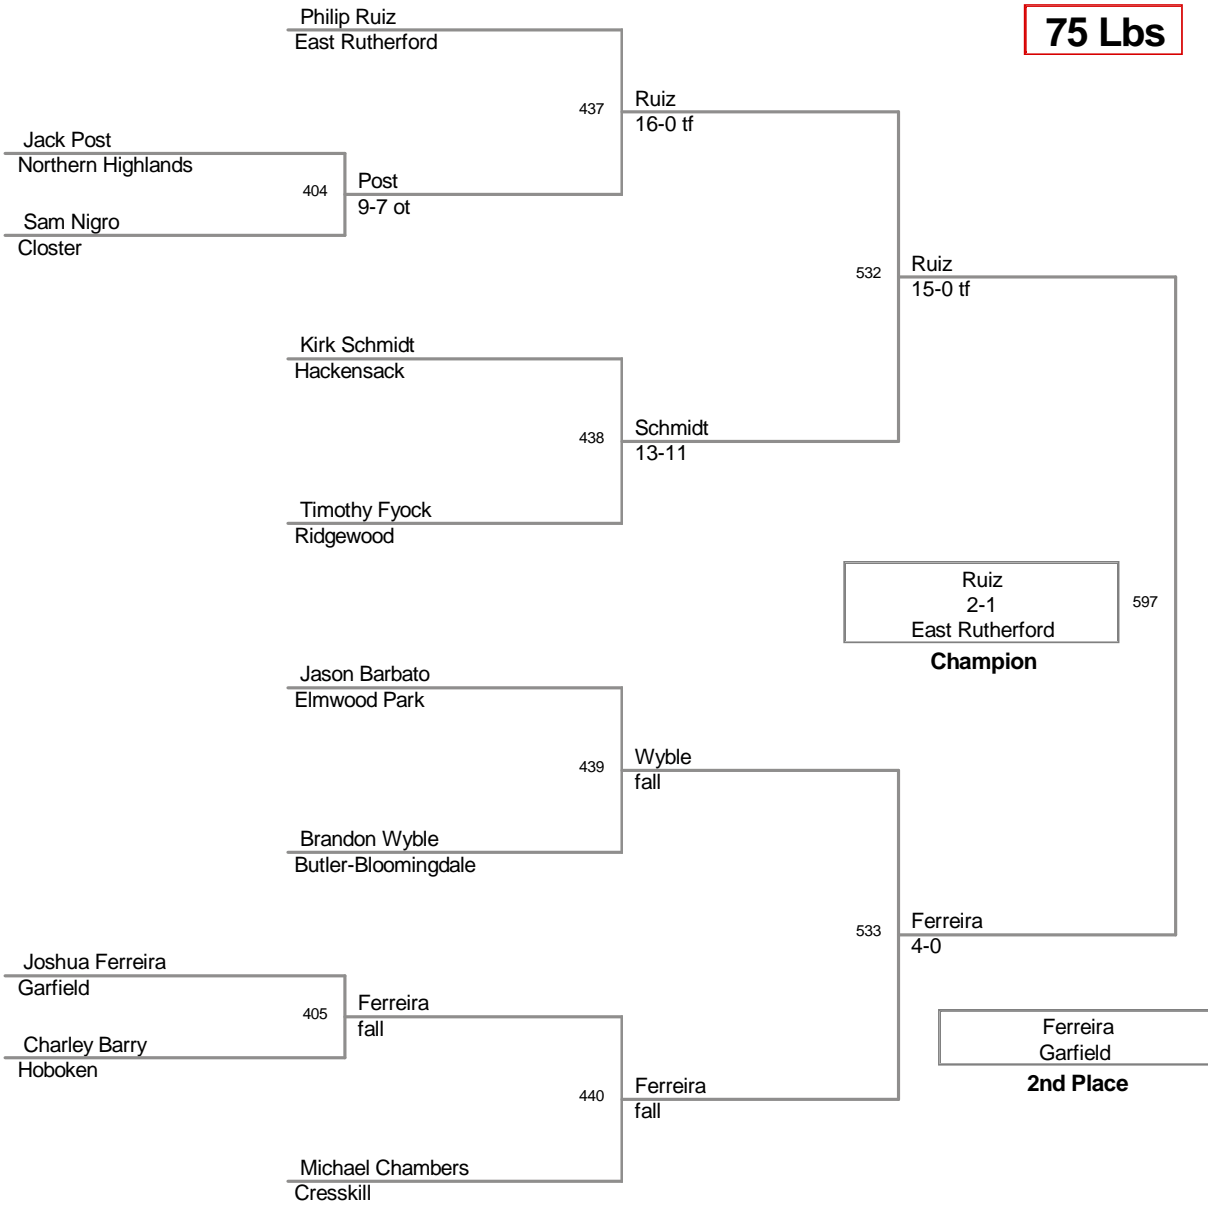 Philip Ruiz
East Rutherford
75 Lbs
437
Ruiz
16-0 tf
Jack Post
Northern Highlands
404
Post
9-7 ot
Sam Nigro
Closter
532
Ruiz
15-0 tf
Kirk Schmidt
Hackensack
438
Schmidt
13-11
Timothy Fyock
Ridgewood
Ruiz
2-1
East Rutherford
Champion
597
Jason Barbato
Elmwood Park
439
Wyble
fall
Brandon Wyble
Butler-Bloomingdale
533
Ferreira
4-0
Joshua Ferreira
Garfield
405
Ferreira
fall
Charley Barry
Hoboken
440
Ferreira
fall
Ferreira
Garfield
2nd Place
Michael Chambers
Cresskill